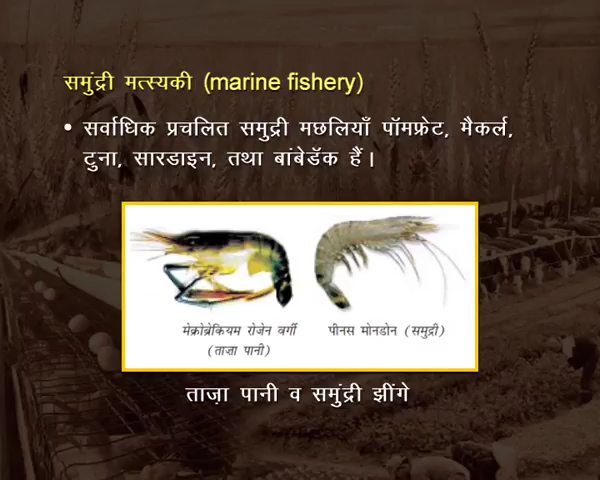 समुंद्री मत्स्यकी (marine fishery)
• सर्वाधिक प्रचलित समुद्री मछलियाँ पॉमफ्रेट, मैकर्ल,
टुना, सारडाइन, तथा बांबेडॅक हैं।
मेक्रोब्रेकियम रोजेन वर्गी
(ताज़ा पानी)
पीनस मोनडोन (समुद्री)
ताज़ा पानी व समुंद्री झींगे